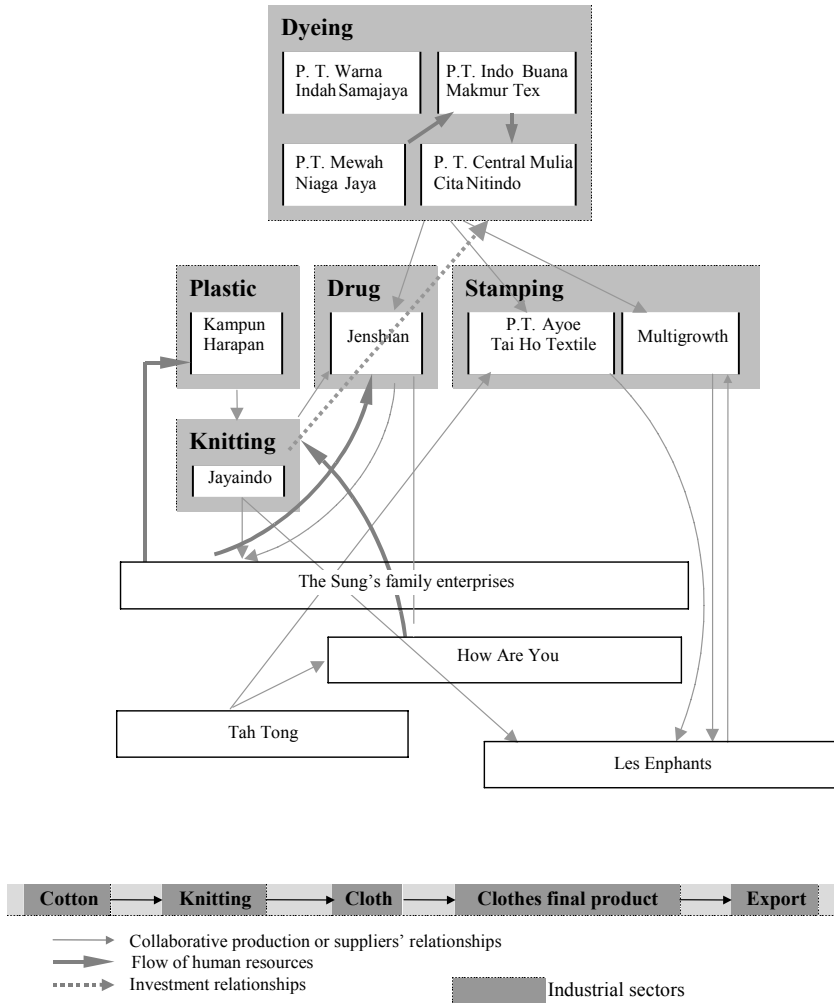 Dyeing
P. T. Warna
Indah Samajaya
P.T. Indo Buana
Makmur Tex
P.T. Mewah
Niaga Jaya
P. T. Central Mulia
Cita Nitindo
Plastic
Kampun
Harapan
Drug
Jenshian
Stamping
P.T. Ayoe
Tai Ho Textile
Multigrowth
Knitting
Jayaindo
The Sung's family enterprises
How Are You
Tah Tong
Les Enphants
Cotton
Knitting
Cloth
Clothes final product
Export
Collaborative production or suppliers' relationships
Flow of human resources
Investment relationships
Industrial sectors